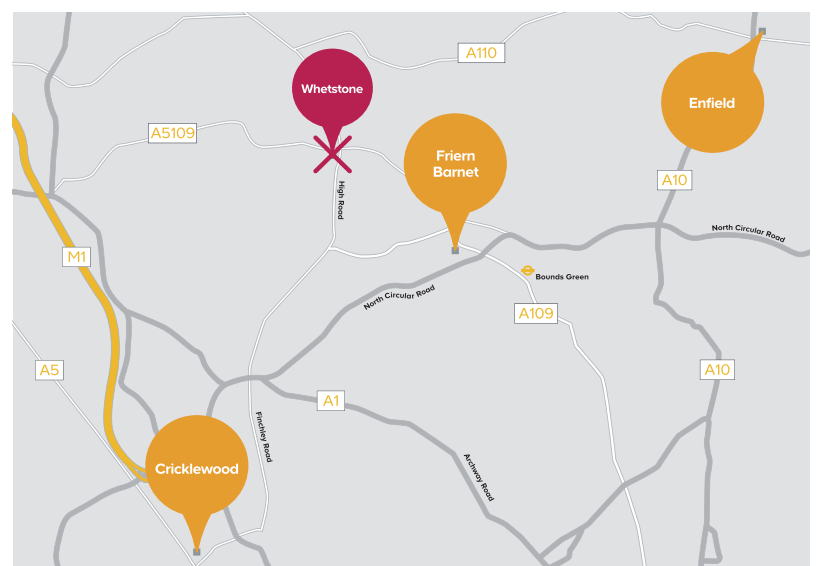 A110
Whetstone
Enfield
A5109
Friern
Barnet
A10
High Road
North Circular Road
M1
Bounds Green
North Circular Road
A109
A5
A10
A1
Finchley Road
Cricklewood
Archway Road